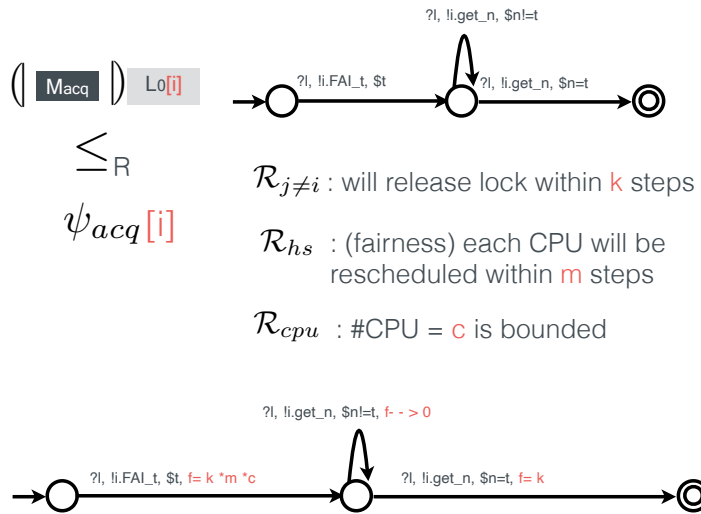 ?l, !i.get_n, $n!=t
?l, !i.FAI_t, $t
?l, !i.get_n, $n=t
(| Macq |) L0[i]
≤R
ψacq[i]
Rj≠i : will release lock within k steps
Rhs : (fairness) each CPU will be
rescheduled within m steps
Rcpu : #CPU = c is bounded
?l, !i.get_n, $n!=t, f- - > 0
?l, !i.FAI_t, $t, f= k *m *c
?l, !i.get_n, $n=t, f= k